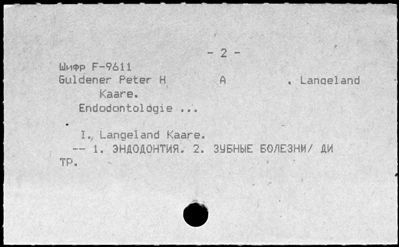 - 2 -
Шифр F-9611
Guldener Peter H A . Langeland
Kaare.
Endodontologie ...
I. Langeland Kaare.
-- 1. ЭНДОДОНТИЯ. 2. ЗУБНЫЕ БОЛЕЗНИ/ ДИ
ТР.